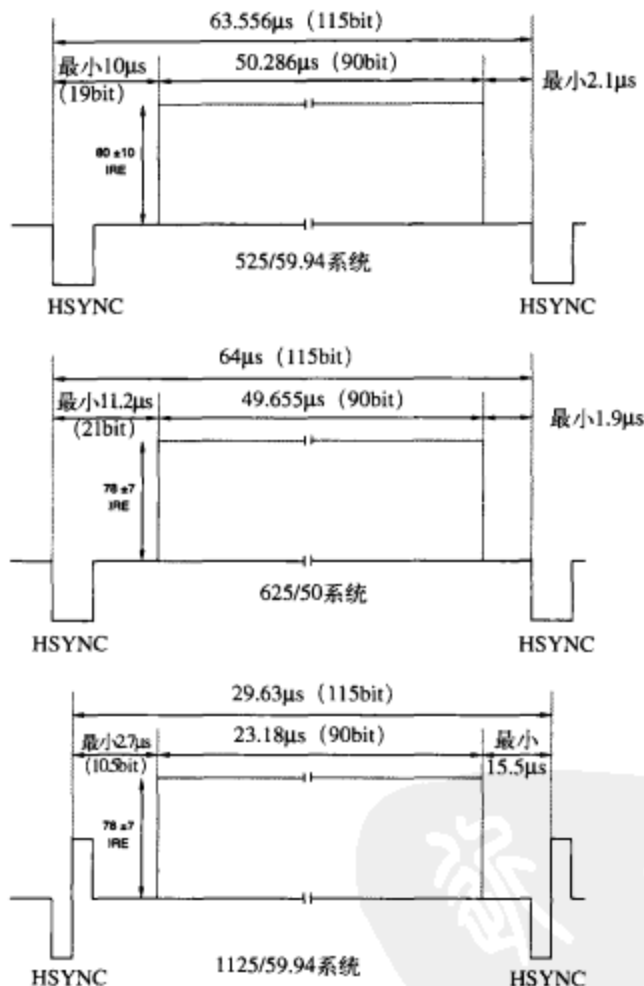 63.556μs (115bit)
最小10μs
(19bit)
50.286μs (90bit)
最小2.1μs
80 ±10
IRE
525/59.94系统
HSYNC
HSYNC
64μs (115bit)
最小11.2μs
(21bit)
49.655μs (90bit)
最小1.9μs
78 ±7
IRE
625/50系统
HSYNC
HSYNC
29.63μs (115bit)
最小2.7μs
(10.5bit)
23.18μs (90bit)
最小
15.5μs
78 ±7
IRE
1125/59.94系统
HSYNC
HSYNC